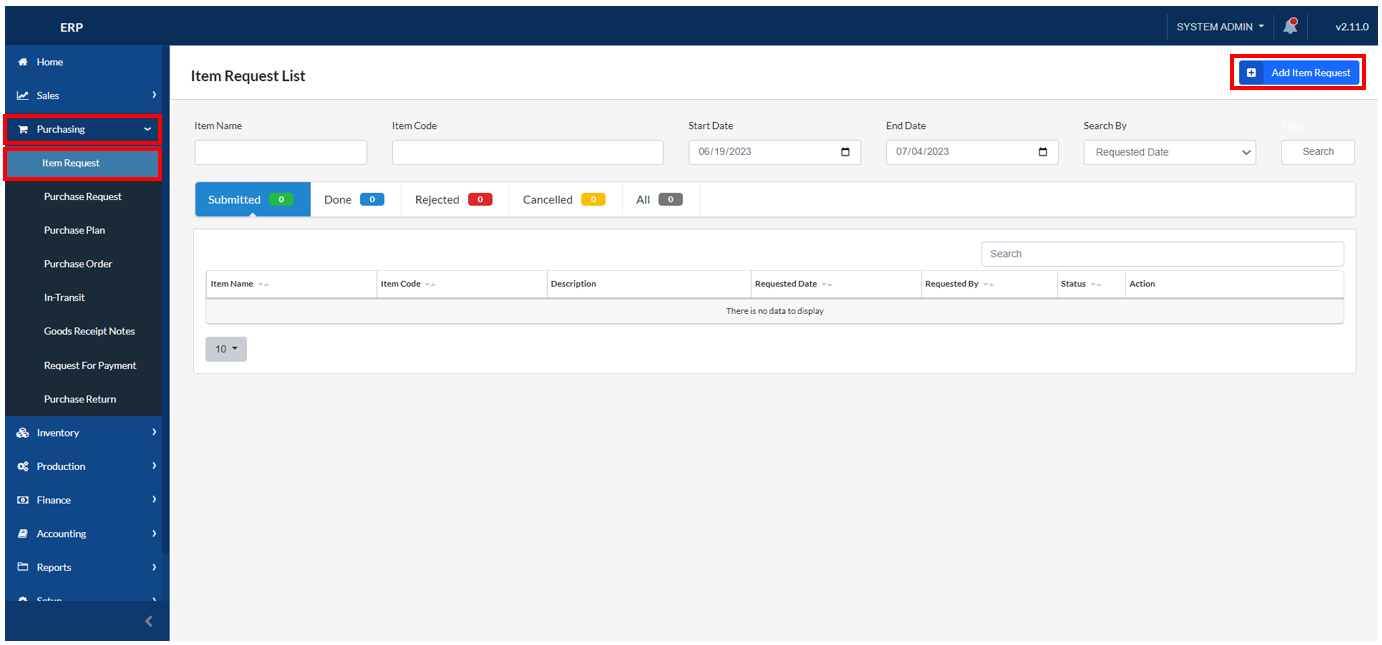 ERP
SYSTEM ADMIN
v2.11.0
Home
Sales
Purchasing
Item Request
Purchase Request
Purchase Plan
Purchase Order
In-Transit
Goods Receipt Notes
Request For Payment
Purchase Return
Inventory
Production
Finance
Accounting
Reports
Setup
Item Request List
Add Item Request
Item Name Item Code Start Date End Date Search By Filter
06/19/2023 07/04/2023 Requested Date Search
Submitted 0 Done 0 Rejected 0 Cancelled 0 All 0
Search
Item Name Item Code Description Requested Date Requested By Status Action
There is no data to display
10